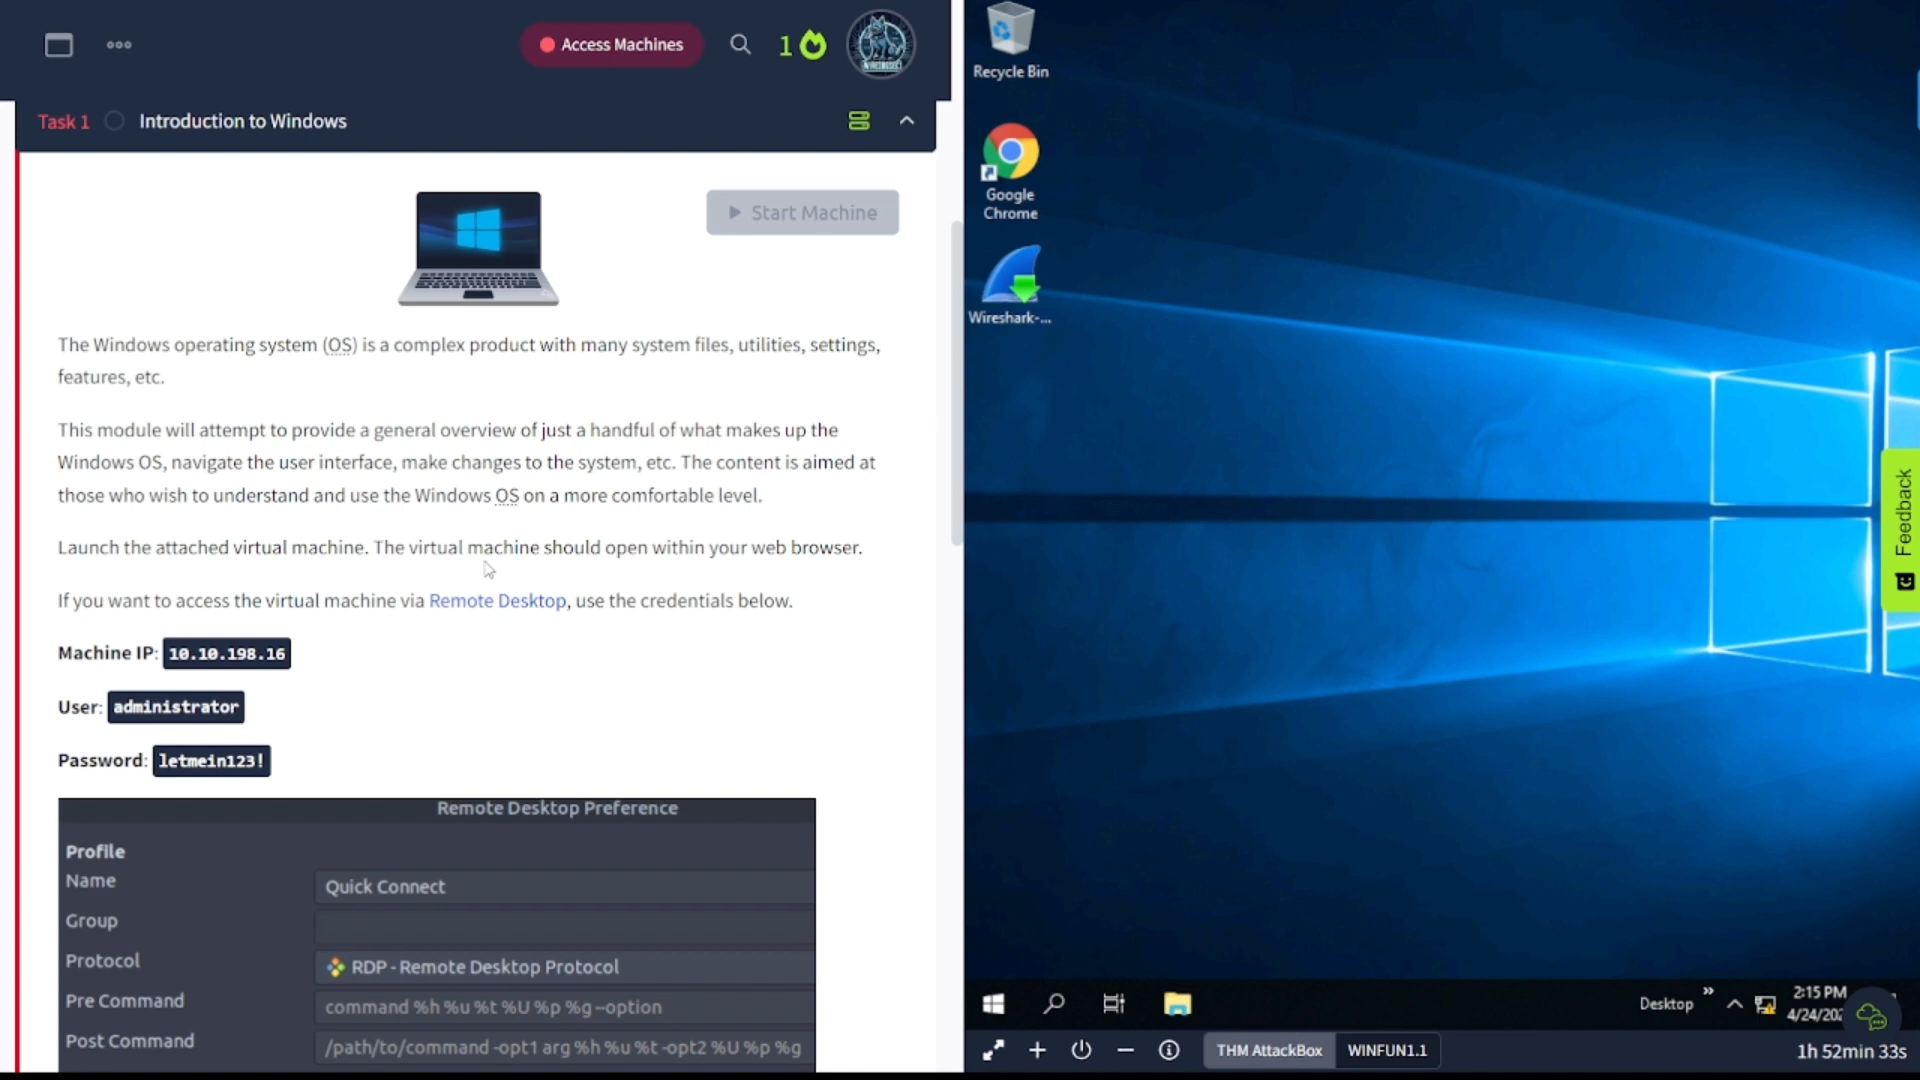 Access Machines
1
Task 1
Introduction to Windows
Start Machine
The Windows operating system (OS) is a complex product with many system files, utilities, settings,
features, etc.
This module will attempt to provide a general overview of just a handful of what makes up the
Windows OS, navigate the user interface, make changes to the system, etc. The content is aimed at
those who wish to understand and use the Windows OS on a more comfortable level.
Launch the attached virtual machine. The virtual machine should open within your web browser.
If you want to access the virtual machine via Remote Desktop, use the credentials below.
Machine IP: 10.10.198.16
User: administrator
Password: letmein123!
Remote Desktop Preference
Profile
Name
Quick Connect
Group
Protocol
RDP - Remote Desktop Protocol
Pre Command
command %h %u %t %U %p %g --option
Post Command
/path/to/command -opt1 arg %h %u %t -opt2 %U %p %g
Recycle Bin
Google
Chrome
Wireshark-...
Feedback
Desktop
2:15 PM
4/24/202
THM AttackBox
WINFUN1.1
1h 52min 33s